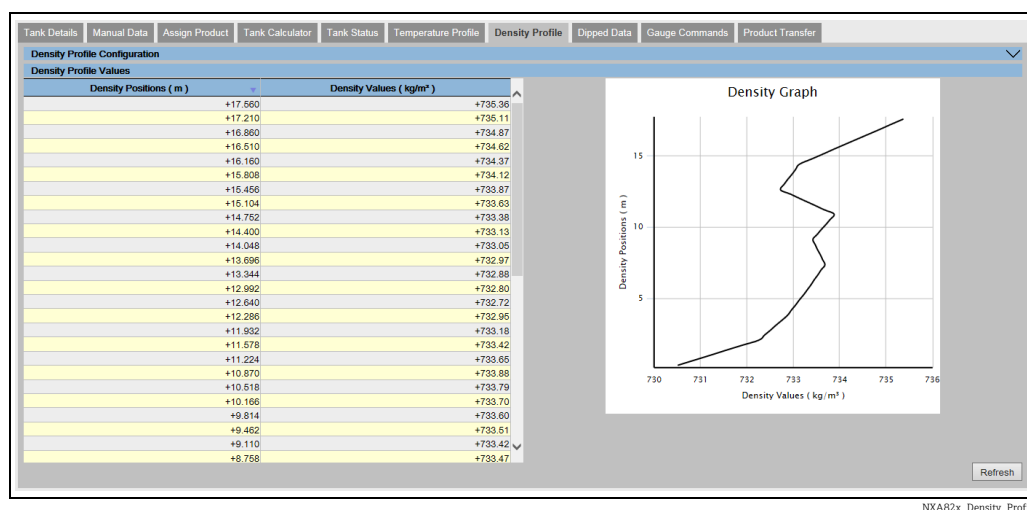 Tank Details Manual Data Assign Product Tank Calculator Tank Status Temperature Profile Density Profile Dipped Data Gauge Commands Product Transfer
Density Profile Configuration
Density Profile Values
Density Positions ( m ) Density Values ( kg/m³ )
+17.560 +735.36
+17.210 +735.11
+16.860 +734.87
+16.510 +734.62
+16.160 +734.37
+15.808 +734.12
+15.456 +733.87
+15.104 +733.63
+14.752 +733.38
+14.400 +733.13
+14.048 +733.05
+13.696 +732.97
+13.344 +732.88
+12.992 +732.80
+12.640 +732.72
+12.286 +732.95
+11.932 +733.18
+11.578 +733.42
+11.224 +733.65
+10.870 +733.88
+10.518 +733.79
+10.166 +733.70
+9.814 +733.60
+9.462 +733.51
+9.110 +733.42
+8.758 +733.47
Density Graph
Density Positions ( m )
15
10
5
730 731 732 733 734 735 736
Density Values ( kg/m³ )
Refresh
NXA82x_Density_Prof